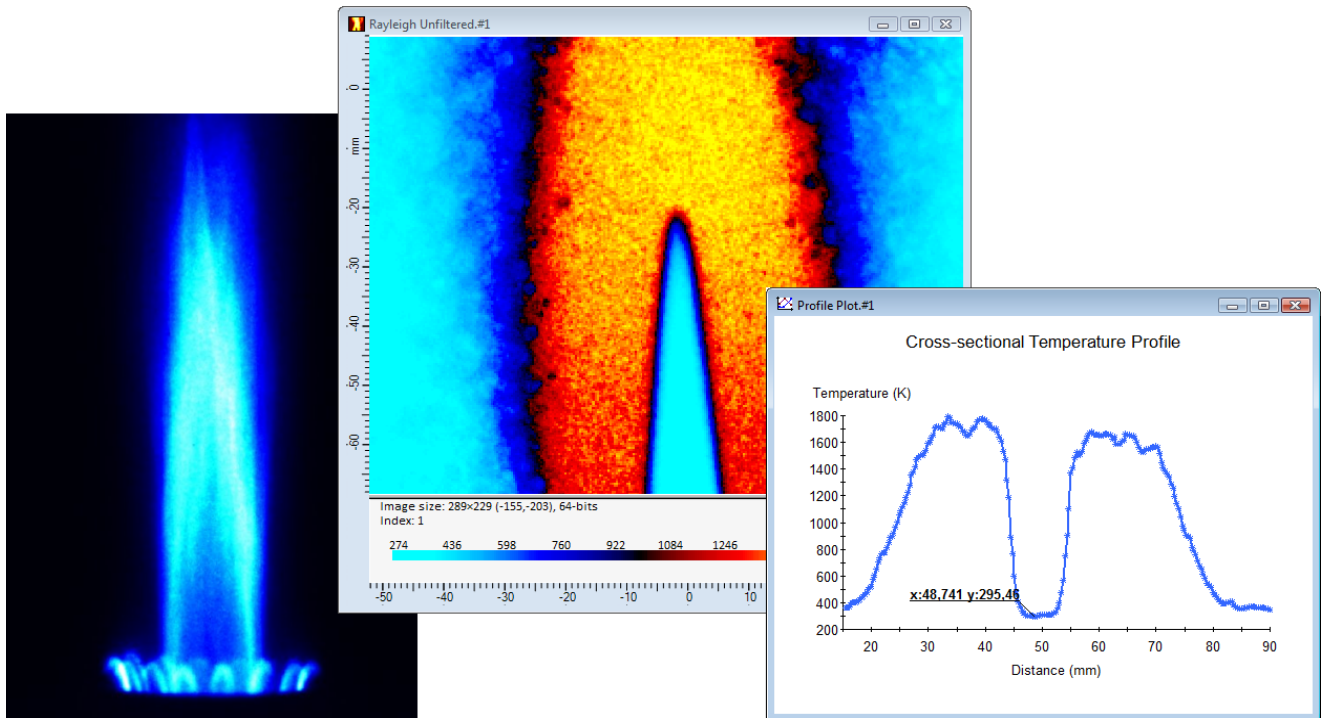 Rayleigh Unfiltered.#1
0
mm
-20
-30
-40
-50
-60
Image size: 289×229 (-155,-203), 64-bits
Index: 1
274 436 598 760 922 1084 1246
-50 -40 -30 -20 -10 0 10
Profile Plot.#1
Cross-sectional Temperature Profile
Temperature (K)
1800
1600
1400
1200
1000
800
600
400
200
x:48,741 y:295,46
20 30 40 50 60 70 80 90
Distance (mm)